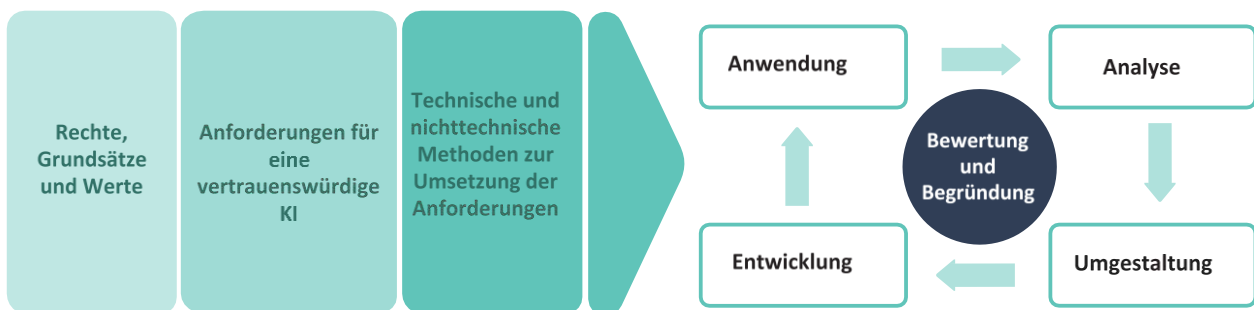 Rechte,
Grundsätze
und Werte
Anforderungen für
eine
vertrauenswürdige
KI
Technische und
nichttechnische
Methoden zur
Umsetzung der
Anforderungen
Anwendung
Analyse
Bewertung
und
Begründung
Entwicklung
Umgestaltung